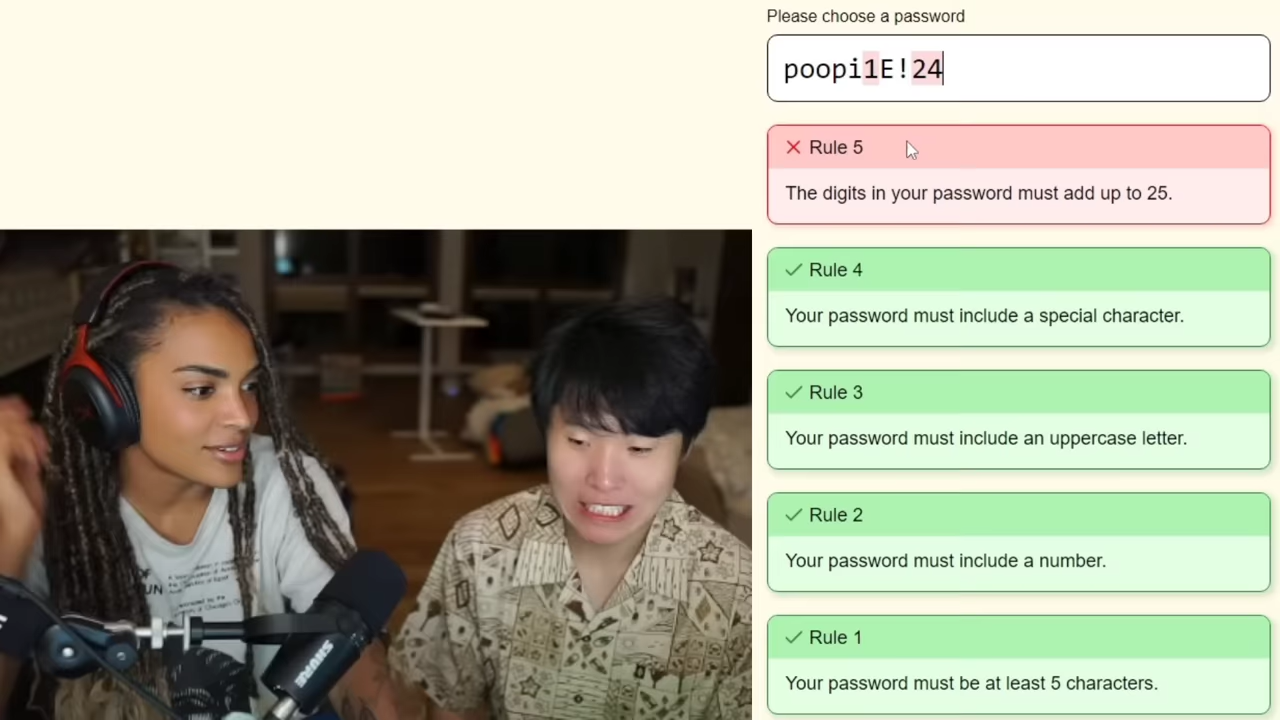 Please choose a password
poopi1E!24
Rule 5
The digits in your password must add up to 25.
Rule 4
Your password must include a special character.
Rule 3
Your password must include an uppercase letter.
Rule 2
Your password must include a number.
Rule 1
Your password must be at least 5 characters.
SHURE